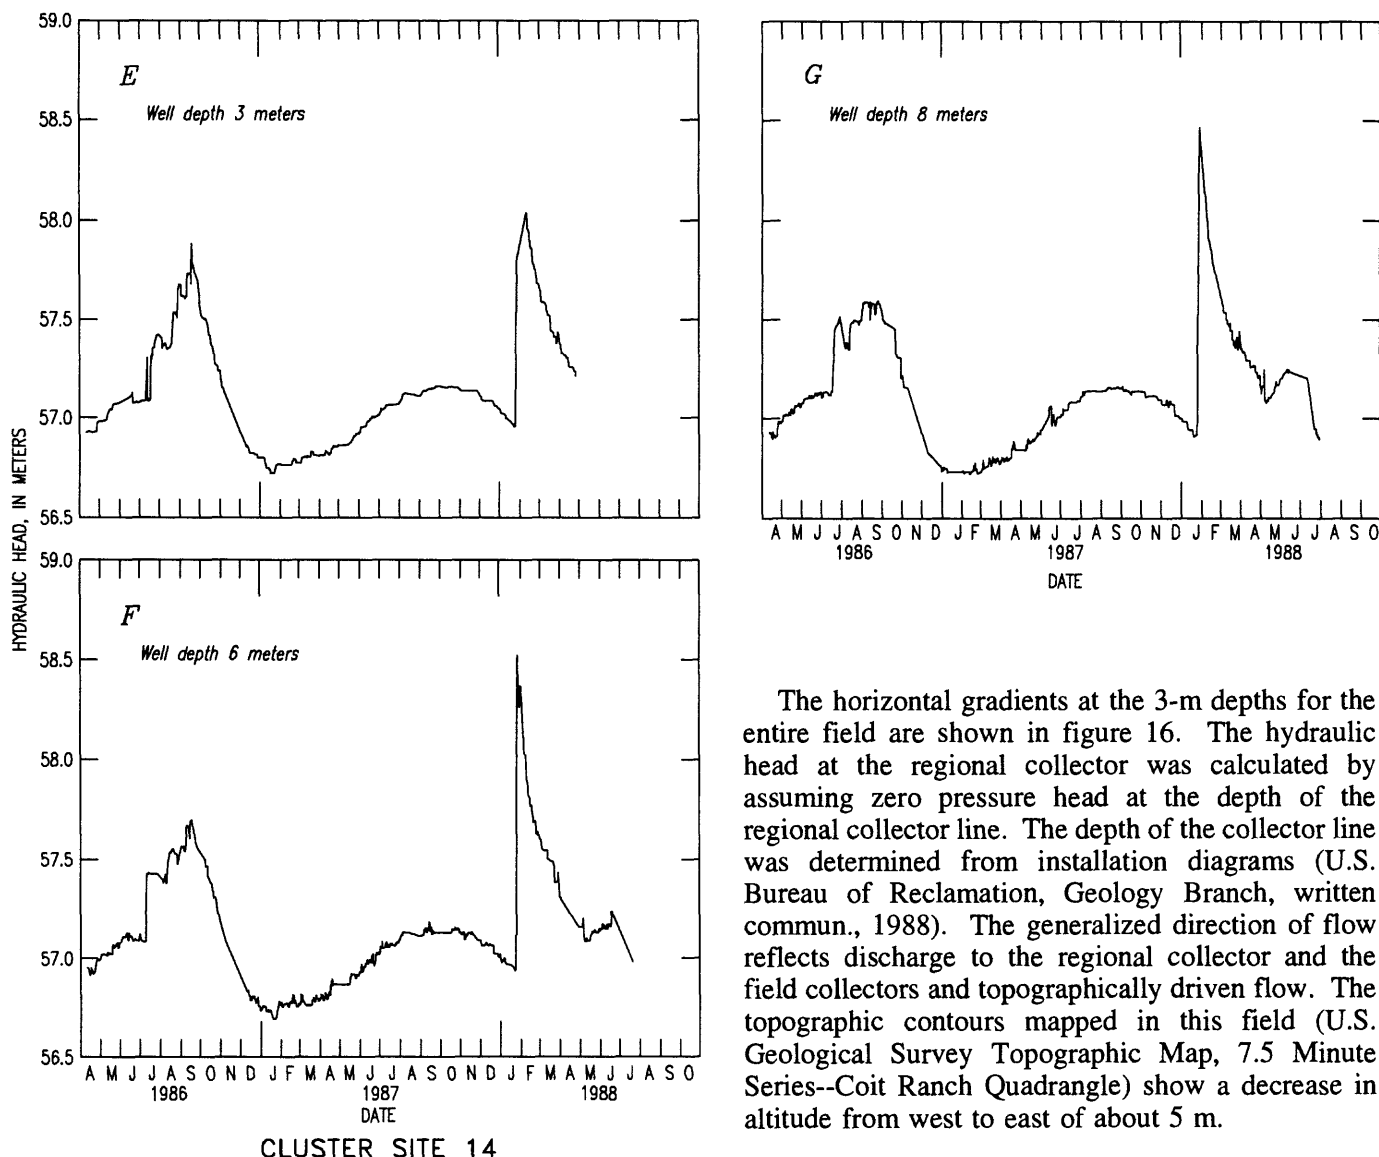 59.0
E
Well depth 3 meters
58.5
58.0
57.5
57.0
56.5
G
Well depth 8 meters
A M J J A S O N D J F M A M J J A S O N D J F M A M J J A S O
1986 1987 1988
DATE
HYDRAULIC HEAD, IN METERS
59.0
F
Well depth 6 meters
58.5
58.0
57.5
57.0
56.5
A M J J A S O N D J F M A M J J A S O N D J F M A M J J A S O
1986 1987 1988
DATE
CLUSTER SITE 14
The horizontal gradients at the 3-m depths for the
entire field are shown in figure 16. The hydraulic
head at the regional collector was calculated by
assuming zero pressure head at the depth of the
regional collector line. The depth of the collector line
was determined from installation diagrams (U.S.
Bureau of Reclamation, Geology Branch, written
commun., 1988). The generalized direction of flow
reflects discharge to the regional collector and the
field collectors and topographically driven flow. The
topographic contours mapped in this field (U.S.
Geological Survey Topographic Map, 7.5 Minute
Series--Coit Ranch Quadrangle) show a decrease in
altitude from west to east of about 5 m.